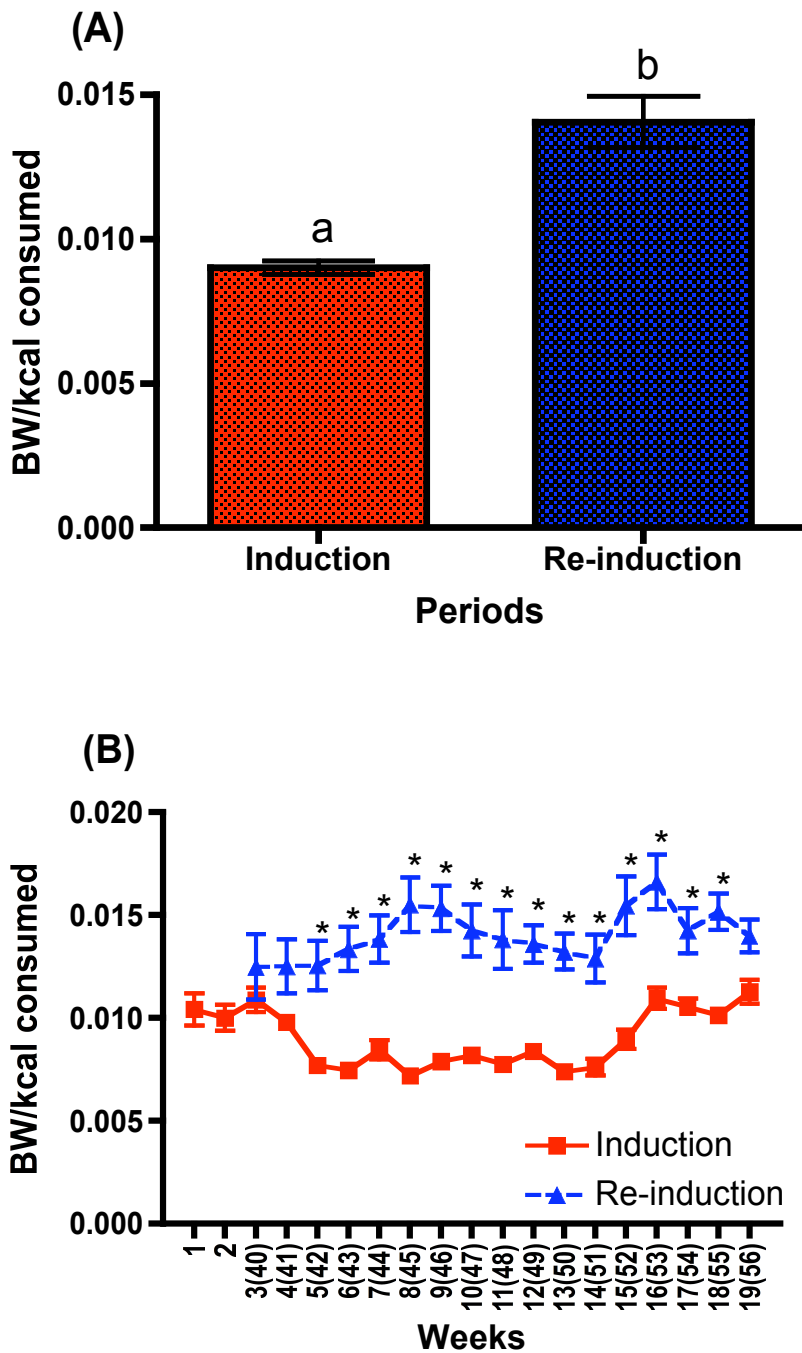 (A)
BW/kcal consumed
0.015
0.010
0.005
0.000
a
b
Induction
Re-induction
Periods
(B)
BW/kcal consumed
0.020
0.015
0.010
0.005
0.000
* * * * * * * * * * * * * *
Induction
Re-induction
1
2
3(40)
4(41)
5(42)
6(43)
7(44)
8(45)
9(46)
10(47)
11(48)
12(49)
13(50)
14(51)
15(52)
16(53)
17(54)
18(55)
19(56)
Weeks